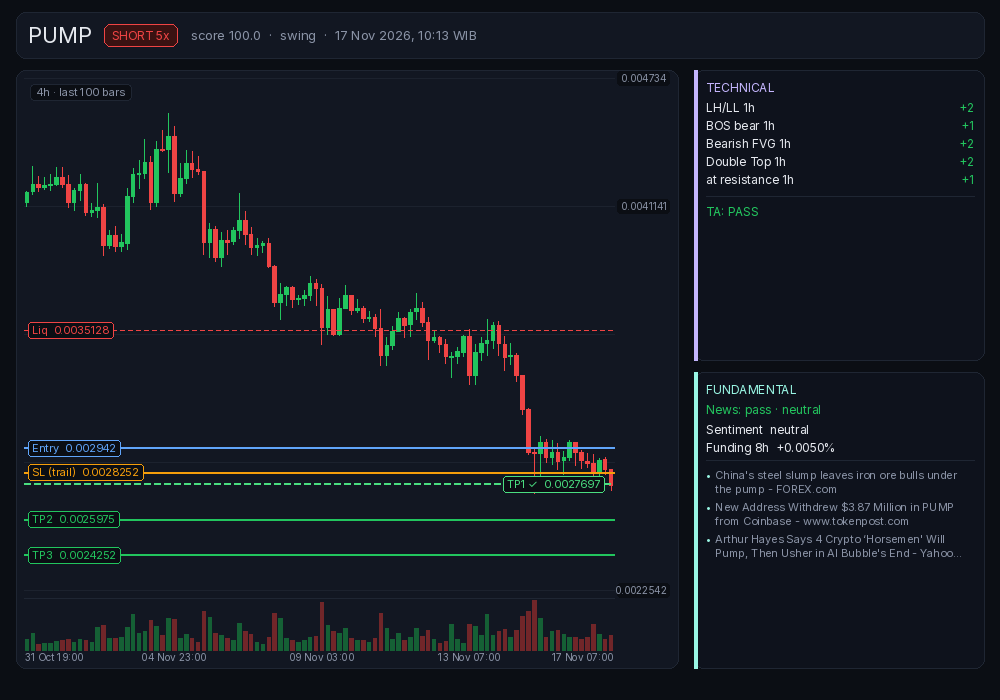 PUMP SHORT 5x score 100.0 · swing · 17 Nov 2026, 10:13 WIB
4h · last 100 bars
0.004734
0.0041141
Liq 0.0035128
Entry 0.002942
SL (trail) 0.0028252
TP1 ✓ 0.0027697
TP2 0.0025975
TP3 0.0024252
0.0022542
31 Oct 19:00 04 Nov 23:00 09 Nov 03:00 13 Nov 07:00 17 Nov 07:00
TECHNICAL
LH/LL 1h +2
BOS bear 1h +1
Bearish FVG 1h +2
Double Top 1h +2
at resistance 1h +1
TA: PASS
FUNDAMENTAL
News: pass · neutral
Sentiment neutral
Funding 8h +0.0050%
• China's steel slump leaves iron ore bulls under
the pump - FOREX.com
• New Address Withdrew $3.87 Million in PUMP
from Coinbase - www.tokenpost.com
• Arthur Hayes Says 4 Crypto 'Horsemen' Will
Pump, Then Usher in AI Bubble's End - Yahoo...